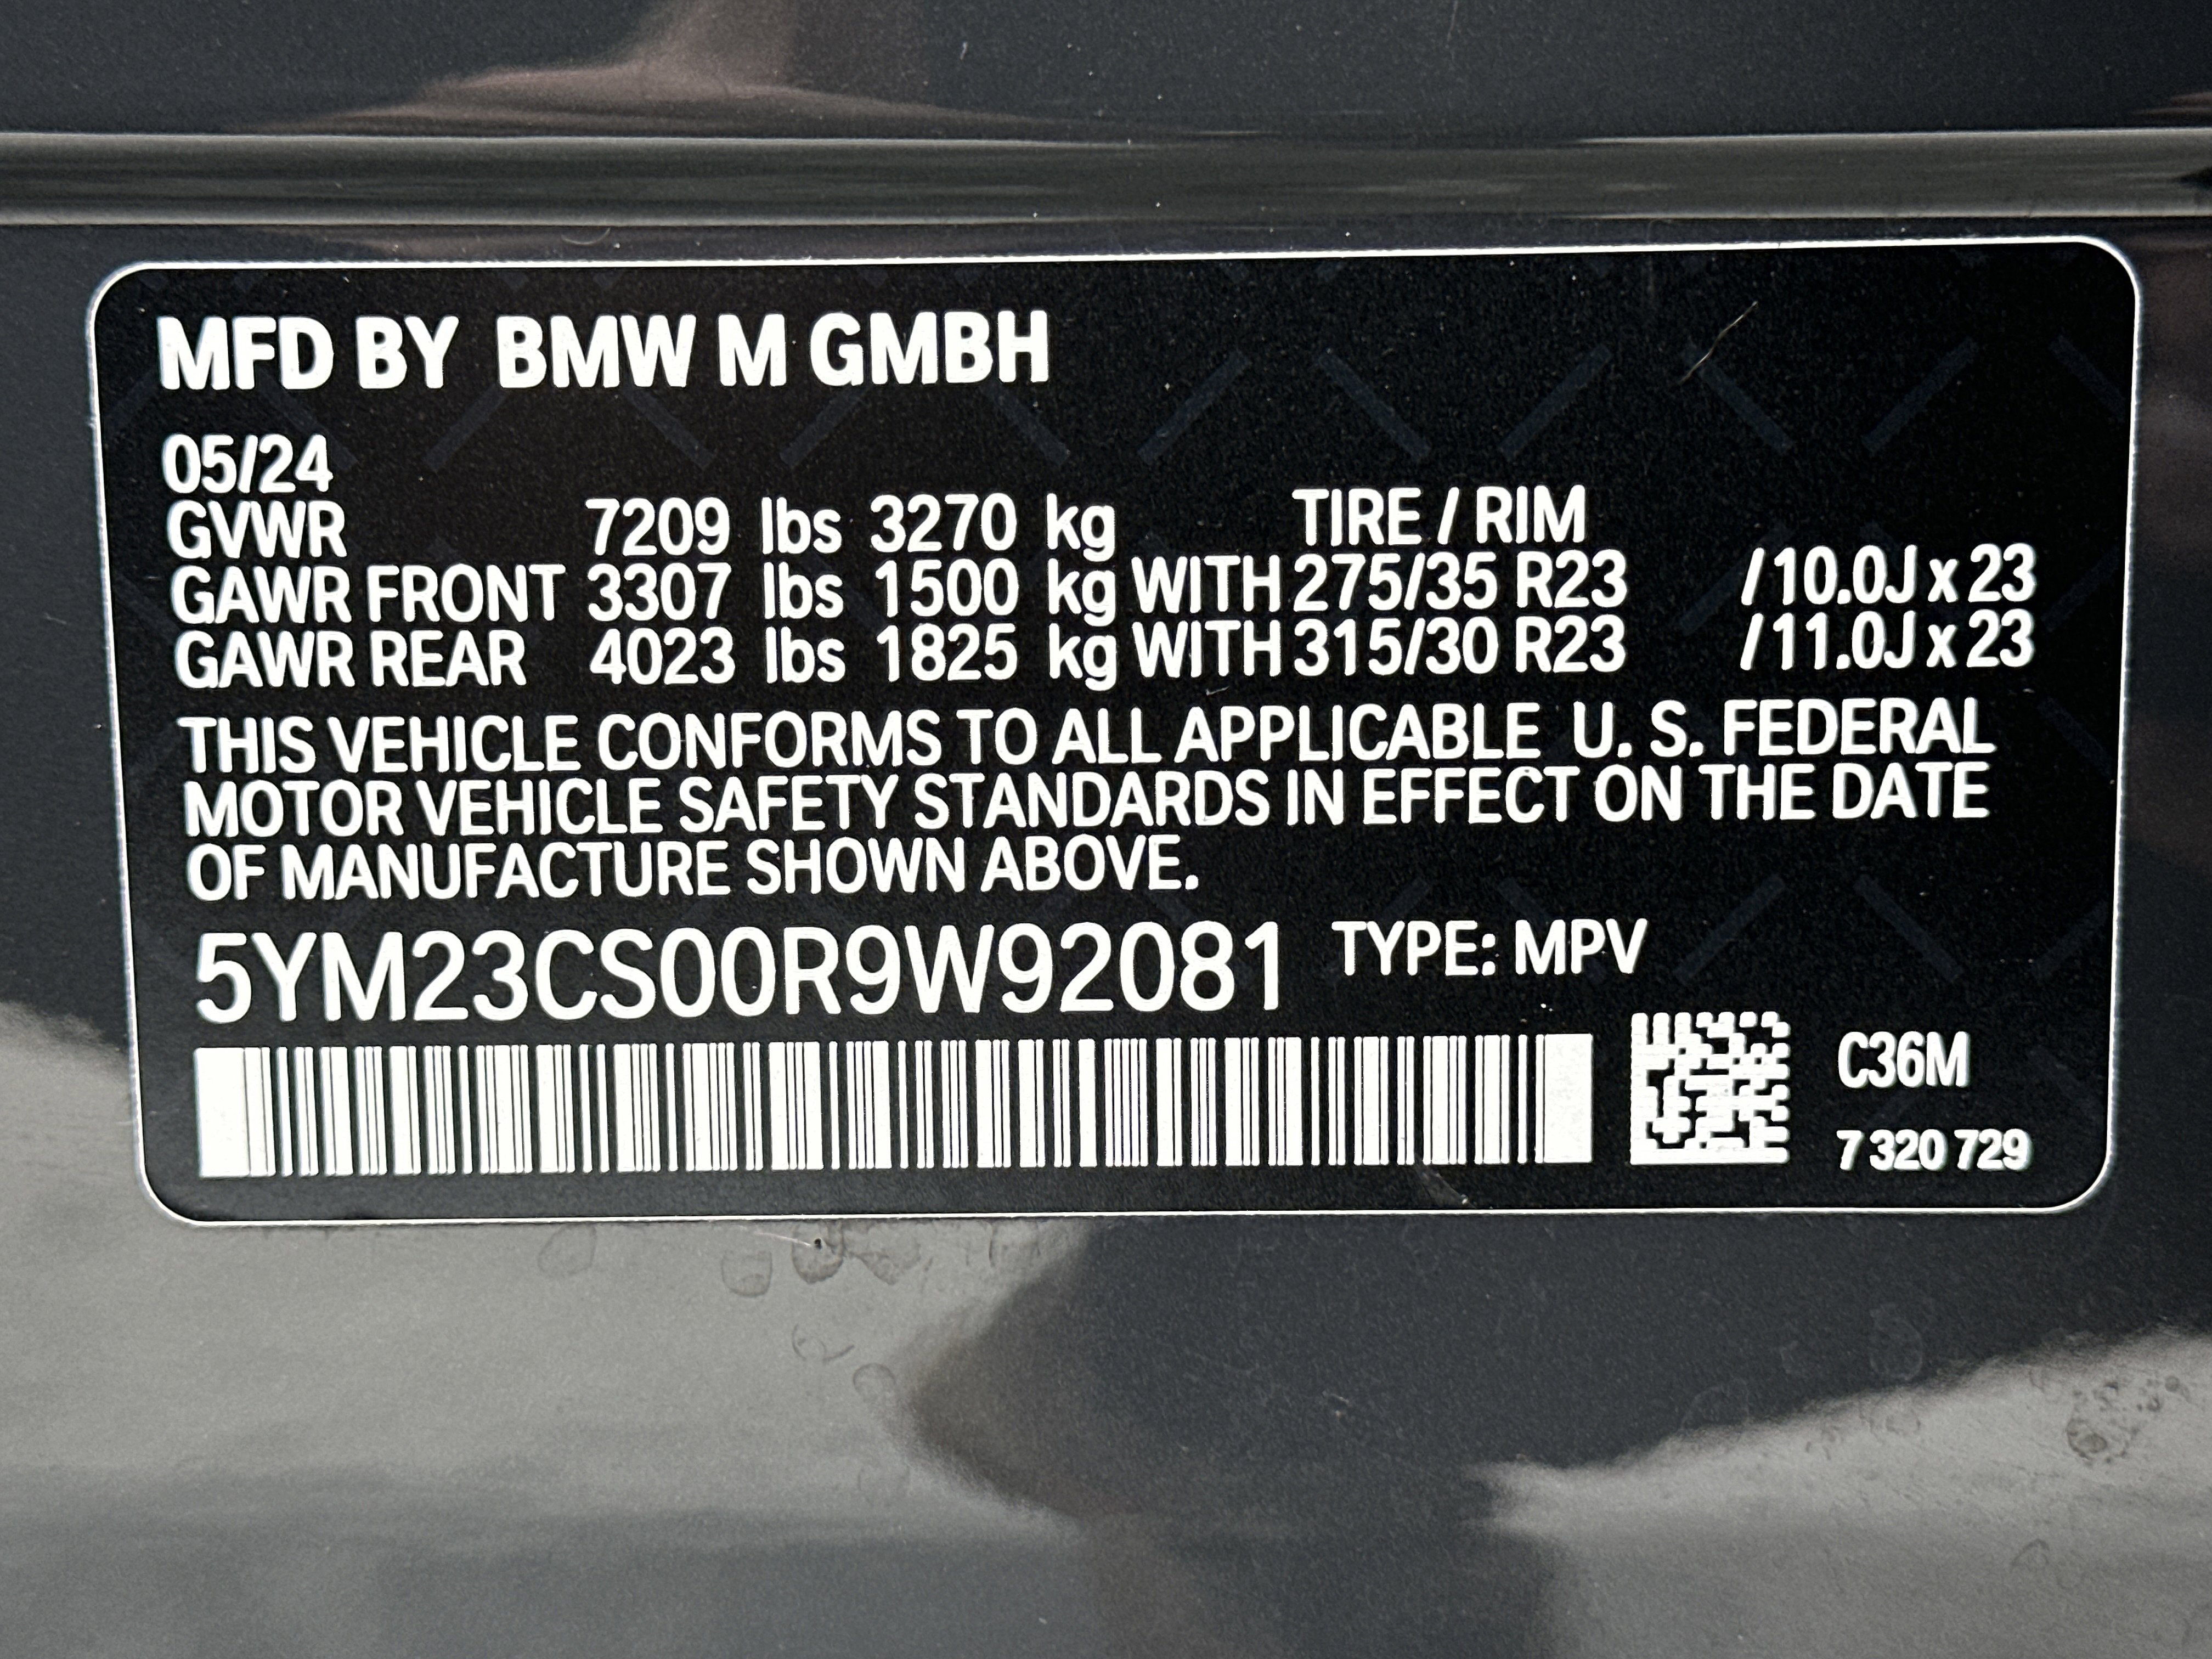 MFD BY BMW M GMBH
05/24
GVWR 7209 lbs 3270 kg TIRE / RIM
GAWR FRONT 3307 lbs 1500 kg WITH 275/35 R23 / 10.0J x 23
GAWR REAR 4023 lbs 1825 kg WITH 315/30 R23 / 11.0J x 23
THIS VEHICLE CONFORMS TO ALL APPLICABLE U. S. FEDERAL
MOTOR VEHICLE SAFETY STANDARDS IN EFFECT ON THE DATE
OF MANUFACTURE SHOWN ABOVE.
5YM23CS00R9W92081 TYPE: MPV
C36M
7 320 729